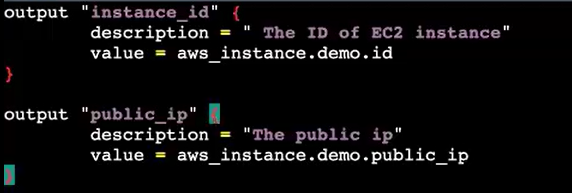 output "instance_id" {
description = " The ID of EC2 instance"
value = aws_instance.demo.id
}
output "public_ip" {
description = "The public ip"
value = aws_instance.demo.public_ip
}